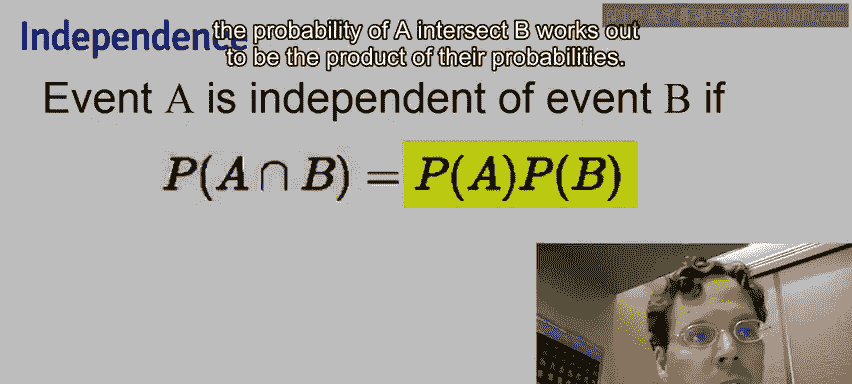 Independence
the probability of A intersect B works out
to be the product of their probabilities.
Event A is independent of event B if
P(A ∩ B) = P(A)P(B)